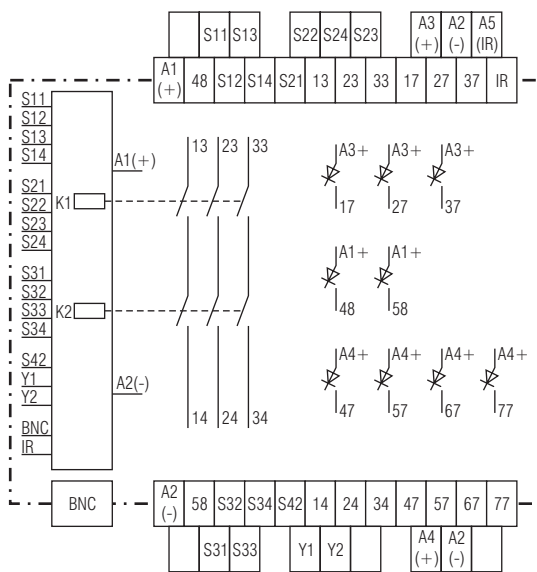 S11 S13 S22 S24 S23 A3 (+) A2 (-) A5 (IR)
A1 (+) 48 S12 S14 S21 13 23 33 17 27 37 IR
S11
S12
S13
S14
A1(+)
S21
K1
S22
S23
S24
S31
S32
S33
K2
S34
S42
Y1
A2(-)
Y2
BNC
IR
13 23 33
14 24 34
A3+ A3+ A3+
17 27 37
A1+ A1+
48 58
A4+ A4+ A4+ A4+
47 57 67 77
BNC
A2 (-) 58 S32 S34 S42 14 24 34 47 57 67 77
S31 S33 Y1 Y2 A4 (+) A2 (-)